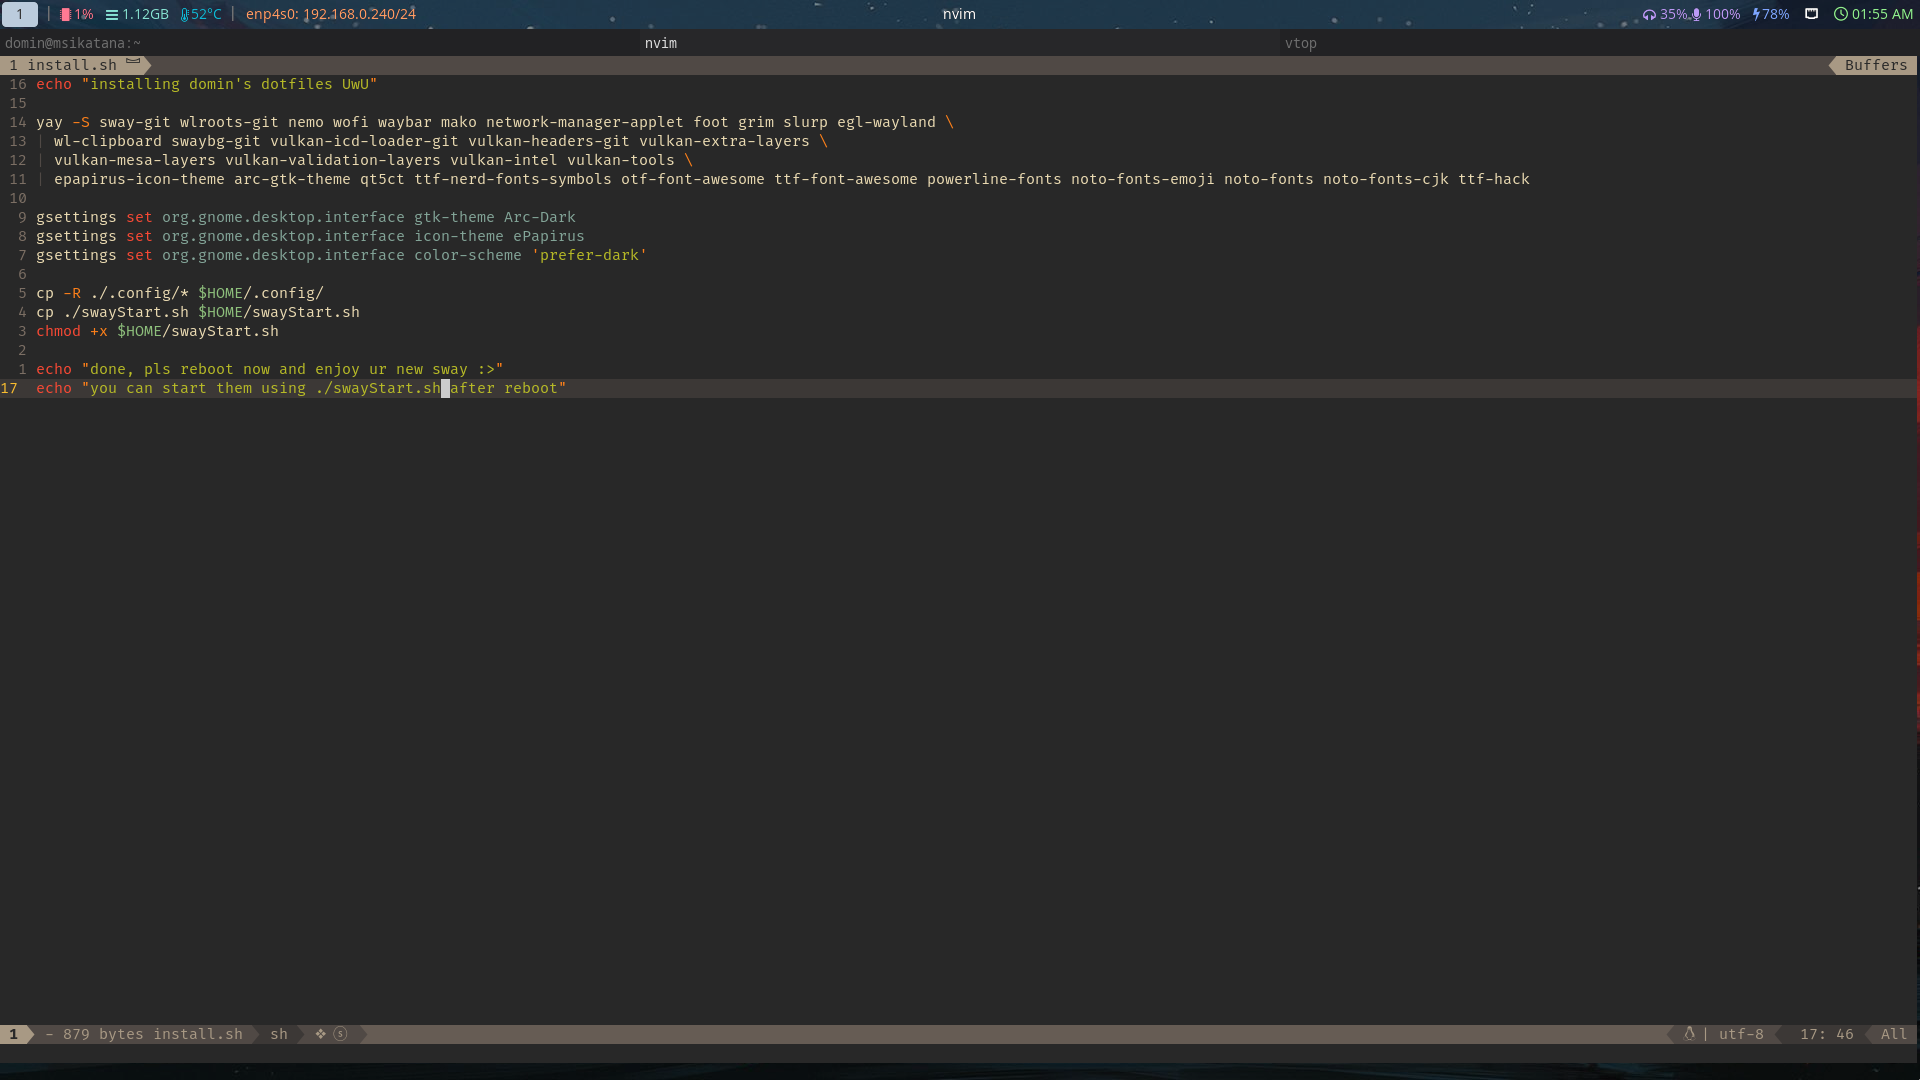 1 | 1% 1.12GB 52°C | enp4s0: 192.168.0.240/24 nvim 35% 100% 78% 01:55 AM
domin@msikatana:~ nvim vtop
1 install.sh Buffers
16 echo "installing domin's dotfiles UwU"
15
14 yay -S sway-git wlroots-git nemo wofi waybar mako network-manager-applet foot grim slurp egl-wayland \
13 | wl-clipboard swaybg-git vulkan-icd-loader-git vulkan-headers-git vulkan-extra-layers \
12 | vulkan-mesa-layers vulkan-validation-layers vulkan-intel vulkan-tools \
11 | epapirus-icon-theme arc-gtk-theme qt5ct ttf-nerd-fonts-symbols otf-font-awesome ttf-font-awesome powerline-fonts noto-fonts-emoji noto-fonts noto-fonts-cjk ttf-hack
10
9 gsettings set org.gnome.desktop.interface gtk-theme Arc-Dark
8 gsettings set org.gnome.desktop.interface icon-theme ePapirus
7 gsettings set org.gnome.desktop.interface color-scheme 'prefer-dark'
6
5 cp -R ./.config/* $HOME/.config/
4 cp ./swayStart.sh $HOME/swayStart.sh
3 chmod +x $HOME/swayStart.sh
2
1 echo "done, pls reboot now and enjoy ur new sway :>"
17 echo "you can start them using ./swayStart.sh after reboot"
1 - 879 bytes install.sh sh ❖ ⓢ | utf-8 17: 46 All